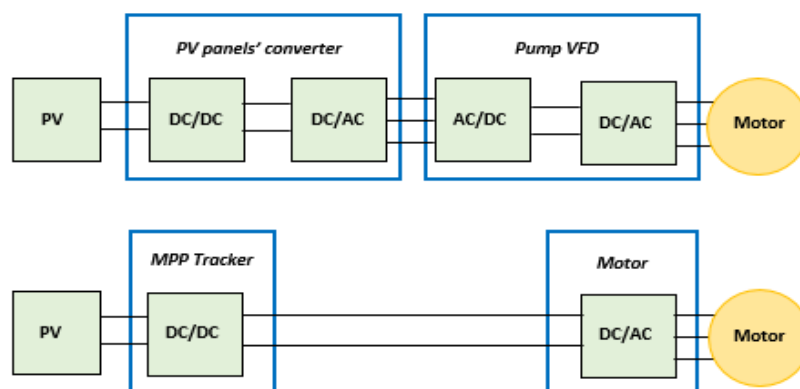 PV panels’ converter
Pump VFD
PV
DC/DC
DC/AC
AC/DC
DC/AC
Motor
MPP Tracker
Motor
PV
DC/DC
DC/AC
Motor